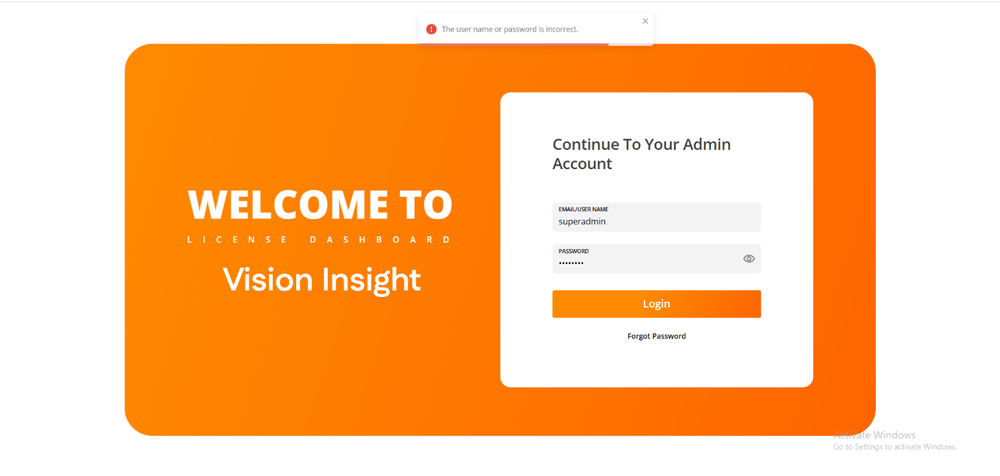 The user name or password is incorrect.
WELCOME TO
LICENSE DASHBOARD
Vision Insight
Continue To Your Admin
Account
EMAIL/USER NAME
superadmin
PASSWORD
••••••••
Login
Forgot Password
Activate Windows
Go to Settings to activate Windows.